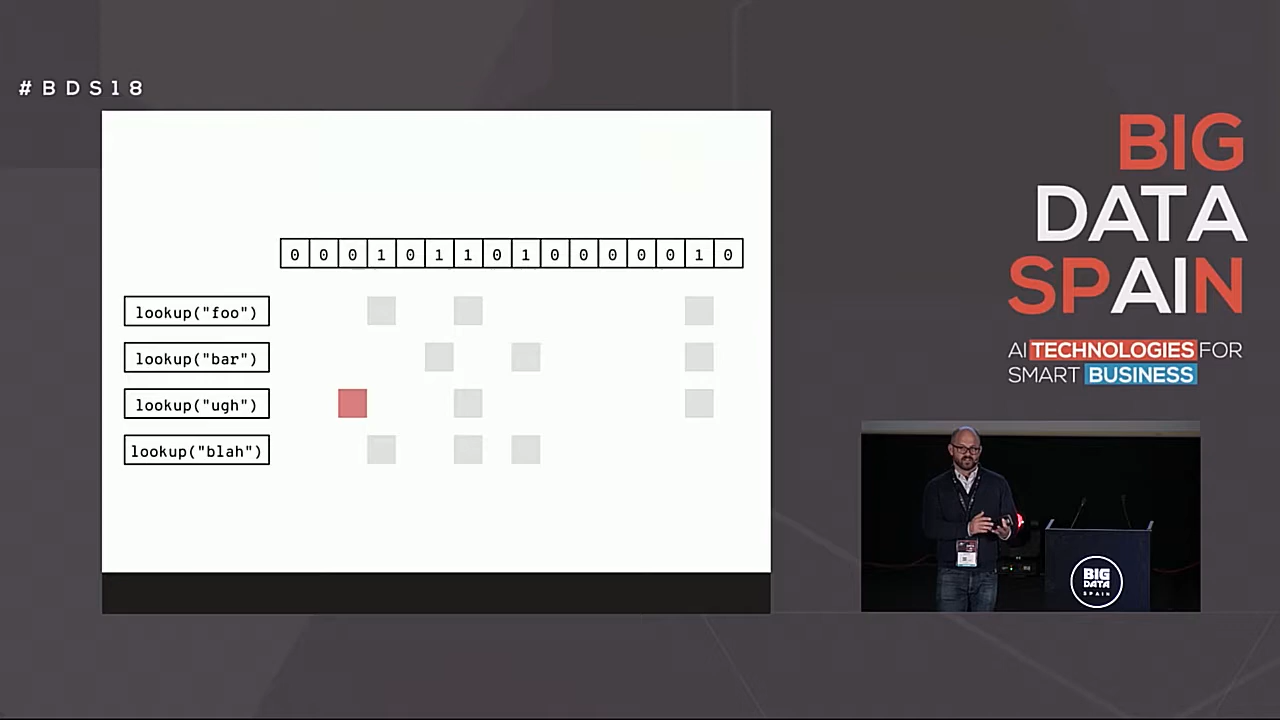 #BDS18
0 0 0 1 0 1 1 0 1 0 0 0 0 0 1 0
lookup("foo")
lookup("bar")
lookup("ugh")
lookup("blah")
BIG
DATA
SPAIN
AI TECHNOLOGIES FOR
SMART BUSINESS
BIG
DATA
SPAIN